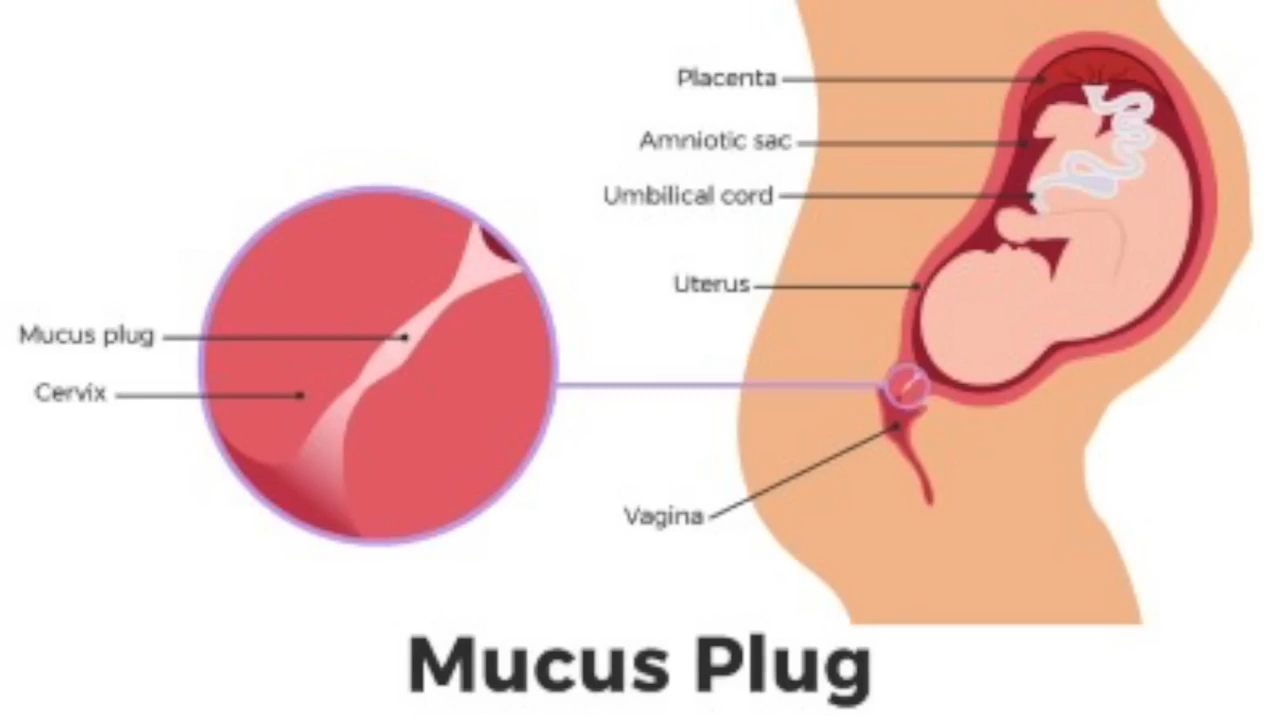 Placenta
Amniotic sac
Umbilical cord
Uterus
Mucus plug
Cervix
Vagina
Mucus Plug